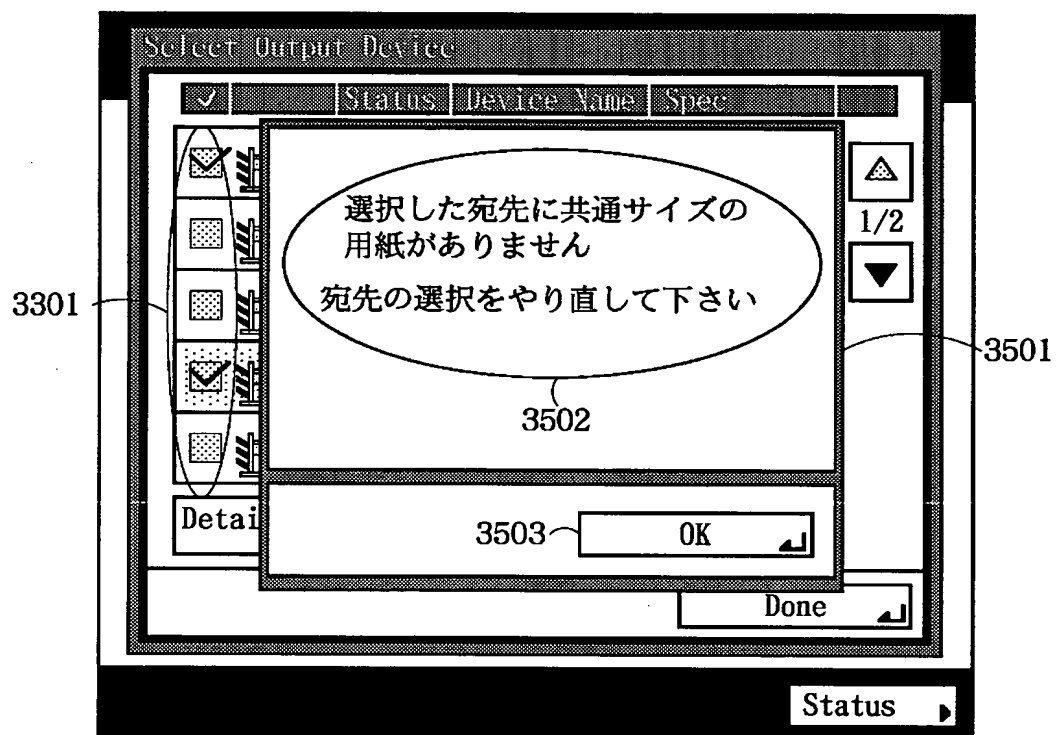 Select Output Device
Status Device Name Spec
選択した宛先に共通サイズの
用紙がありません
宛先の選択をやり直して下さい
1/2
3301
3501
3502
Detai
3503
OK
Done
Status